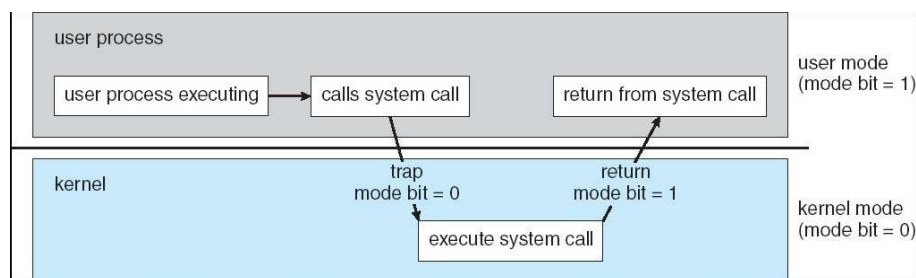 user process
user process executing
calls system call
return from system call
user mode
(mode bit = 1)
kernel
trap
mode bit = 0
return
mode bit = 1
execute system call
kernel mode
(mode bit = 0)